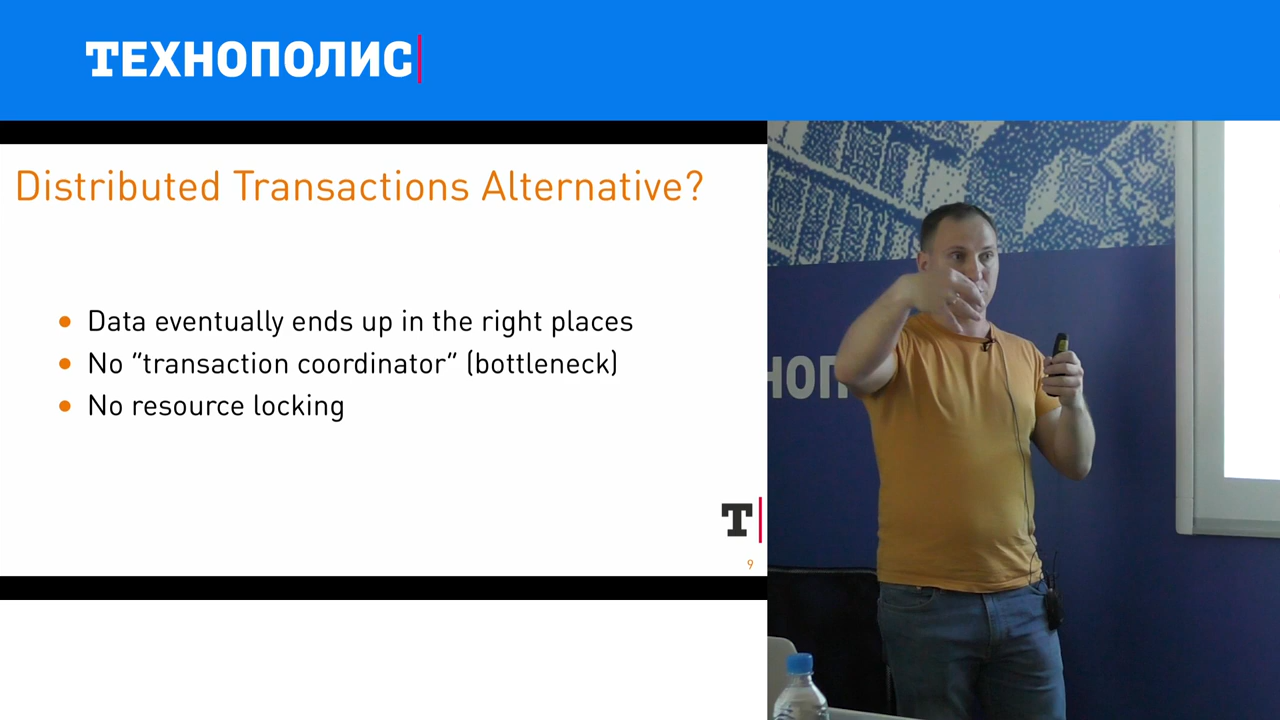 ТЕХНОПОЛИС
Distributed Transactions Alternative?
• Data eventually ends up in the right places
• No "transaction coordinator" (bottleneck)
• No resource locking
Т
9
НОП